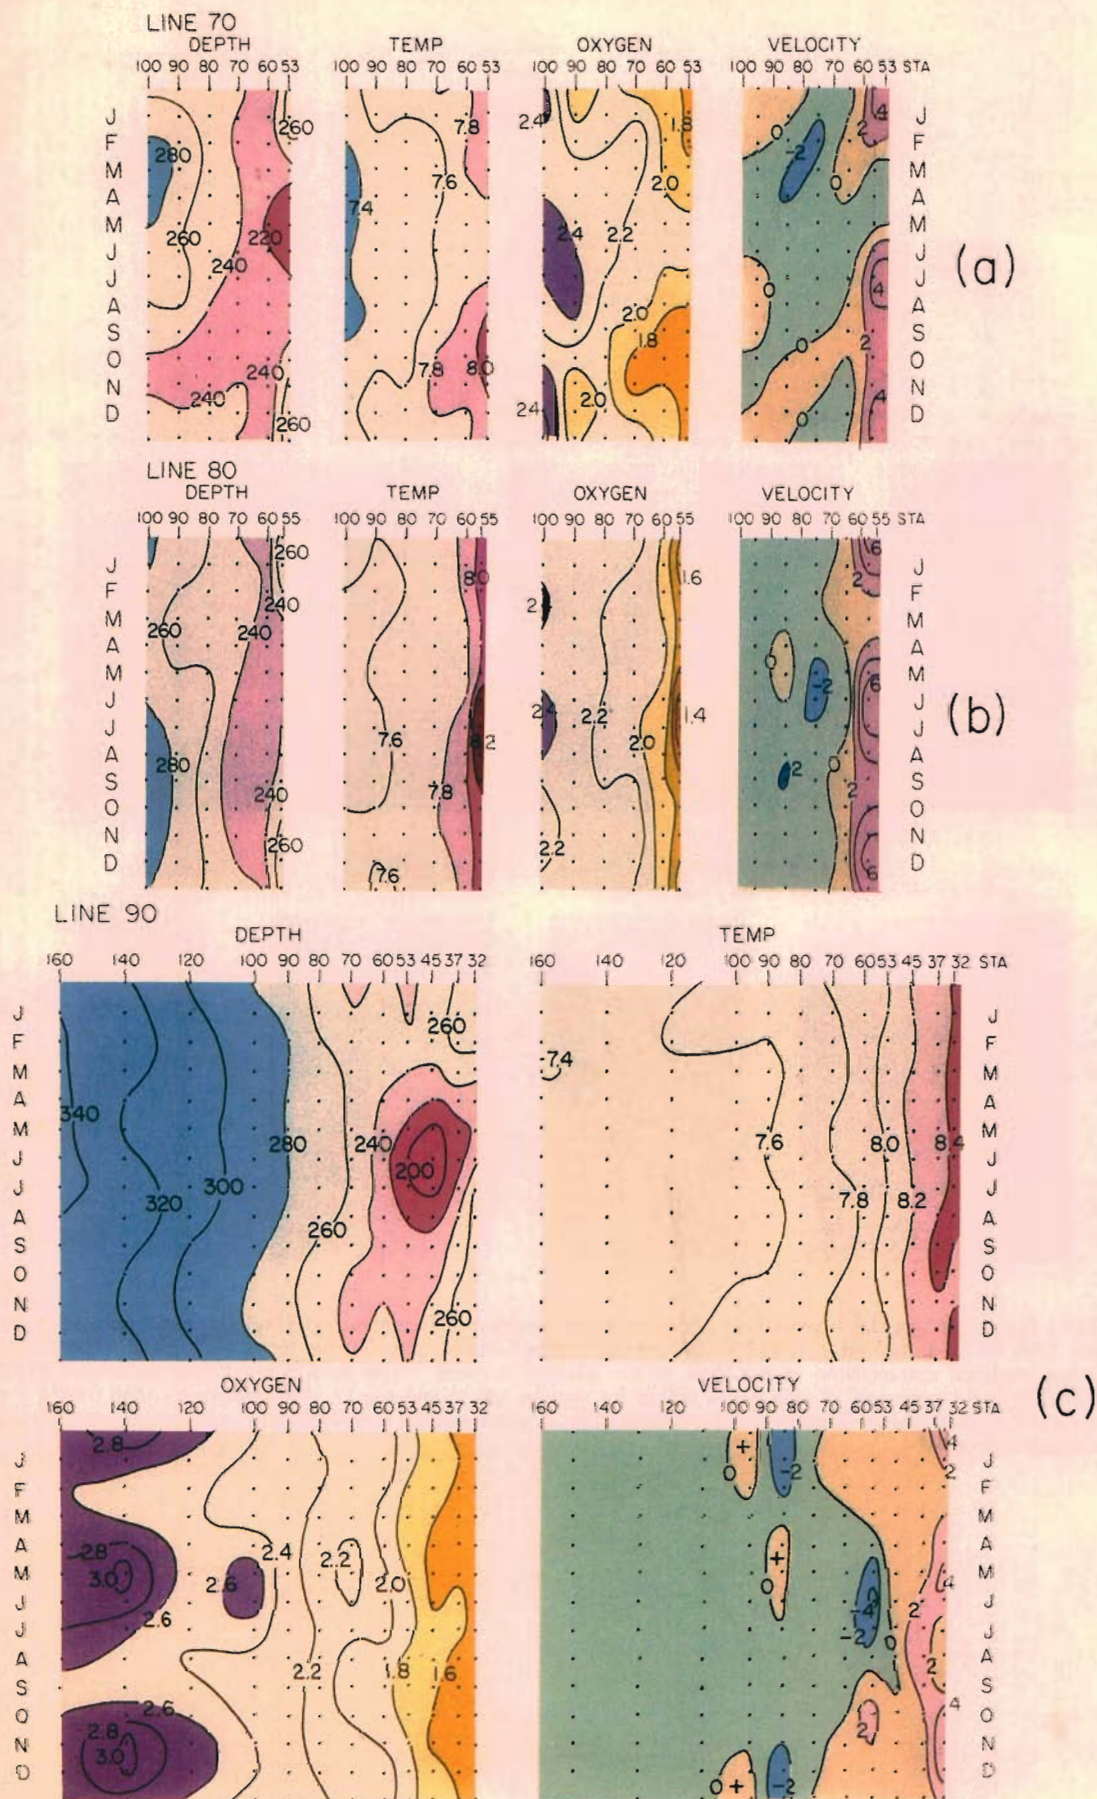 LINE 70
DEPTH TEMP OXYGEN VELOCITY
100 90 80 70 60 53 100 90 80 70 60 53 100 90 80 70 60 53 100 90 80 70 60 53 STA
J J
F F
M M
A A
M M
J J
J J
A A
S S
O O
N N
D D
280 260 260 240 220 240 240 260
7.8 7.6 7.4 7.8 8.0
2.4 1.8 2.0 2.4 2.2 2.0 1.8 2.0 24
0 -2 2 4 0 0 4 0 2 4 0
(a)
LINE 80
DEPTH TEMP OXYGEN VELOCITY
100 90 80 70 60 55 100 90 80 70 60 55 100 90 80 70 60 55 100 90 80 70 60 55 STA
J J
F F
M M
A A
M M
J J
J J
A A
S S
O O
N N
D D
260 240 260 240 280 240 260
8.0 7.6 7.8 7.6
1.6 2.2 1.4 2.0 2.2
6 2 0 -2 6 -2 0 2 6
(b)
LINE 90
DEPTH TEMP
160 140 120 100 90 80 70 60 53 45 37 32 160 140 120 100 90 80 70 60 53 45 37 32 STA
J J
F F
M M
A A
M M
J J
J J
A A
S S
O O
N N
D D
260 340 280 240 200 300 320 260 260
7.4 7.6 8.0 8.4 7.8 8.2
OXYGEN VELOCITY
160 140 120 100 90 80 70 60 53 45 37 32 160 140 120 100 90 80 70 60 53 45 37 32 STA
J J
F F
M M
A A
M M
J J
J J
A A
S S
O O
N N
D D
2.8 2.8 3.0 2.4 2.2 2.6 2.0 2.6 2.2 1.8 1.6 2.6 2.8 3.0
+ 0 -2 4 2 + 0 -4 -2 0 2 4 2 2 4 0 + -2
(c)